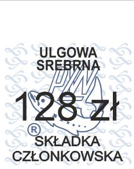 ULGOWA
SREBRNA
128 zł
®
SKŁADKA
CZŁONKOWSKA